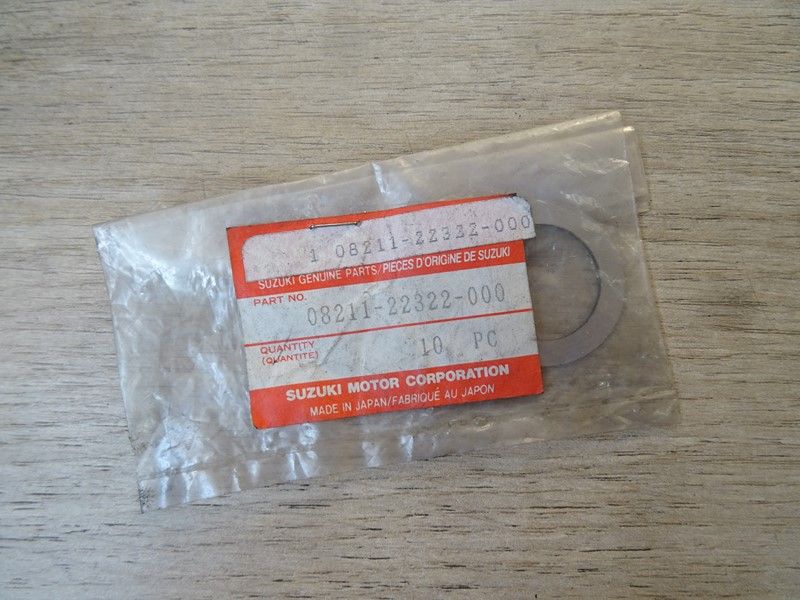 1 08211-22322-000
SUZUKI GENUINE PARTS/PIECES D'ORIGINE DE SUZUKI
PART NO.
08211-22322-000
QUANTITY
(QUANTITE)
10 PC
SUZUKI MOTOR CORPORATION
MADE IN JAPAN/FABRIQUÉ AU JAPON